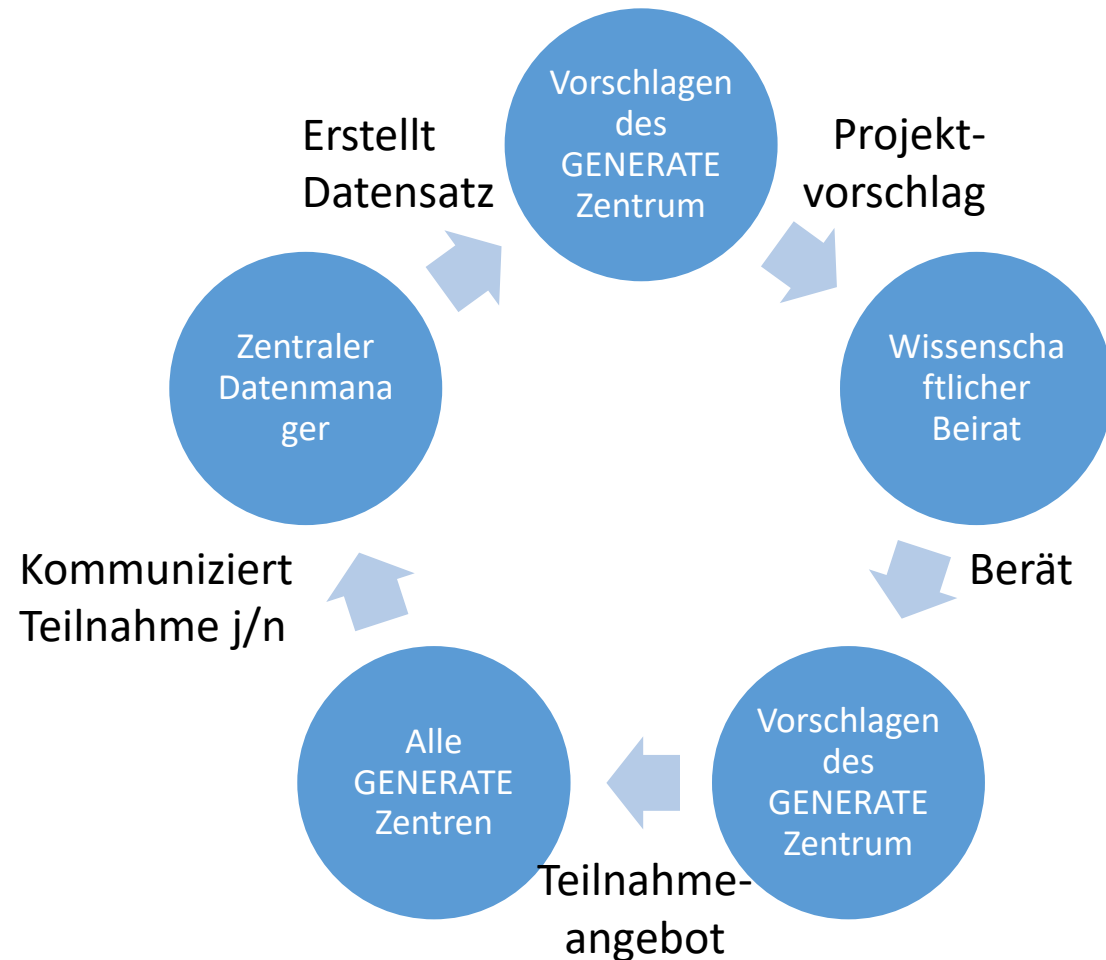 Vorschlagen
des
GENERATE
Zentrum
Erstellt
Datensatz
Projekt-
vorschlag
Zentraler
Datenmana
ger
Wissenscha
ftlicher
Beirat
Kommuniziert
Teilnahme j/n
Berät
Alle
GENERATE
Zentren
Vorschlagen
des
GENERATE
Zentrum
Teilnahme-
angebot